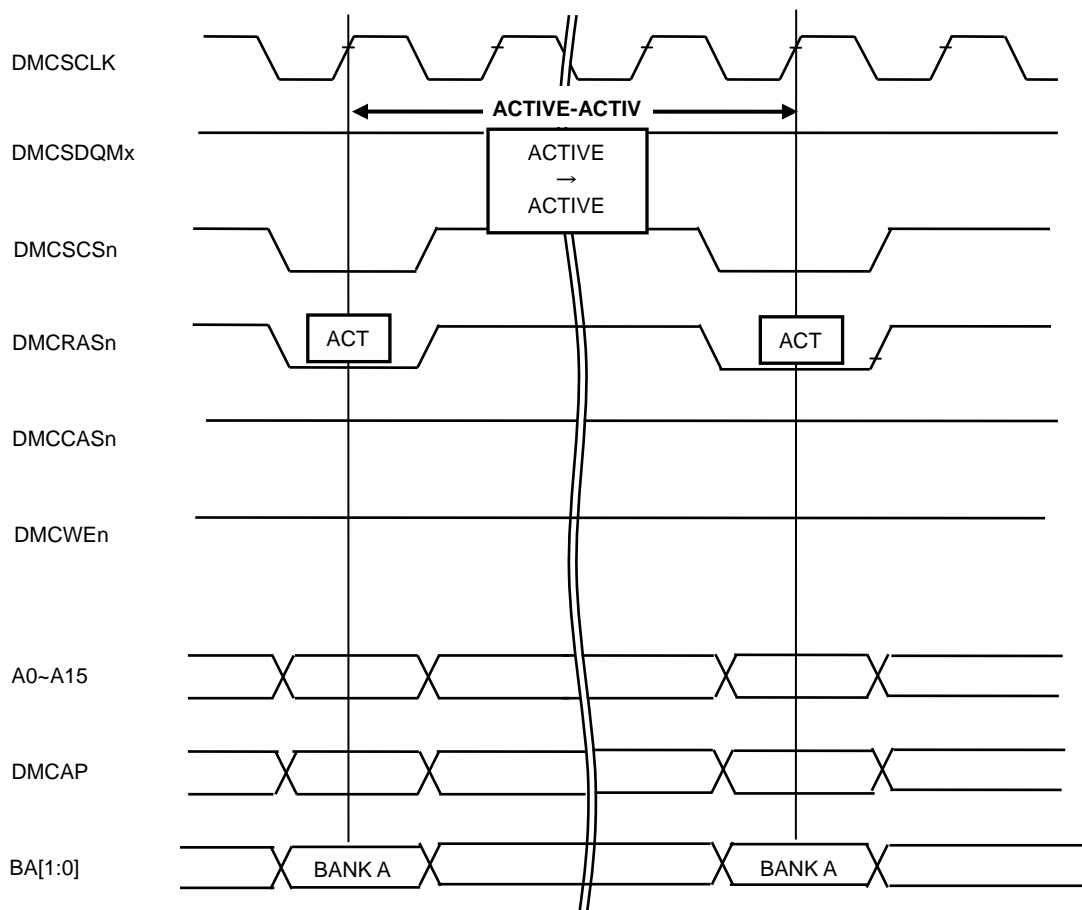 DMCSCLK
ACTIVE-ACTIV
DMCSDQMx
ACTIVE
→
ACTIVE
DMCSCSn
DMCRASn
ACT
ACT
DMCCASn
DMCWEn
A0~A15
DMCAP
BA[1:0]
BANK A
BANK A